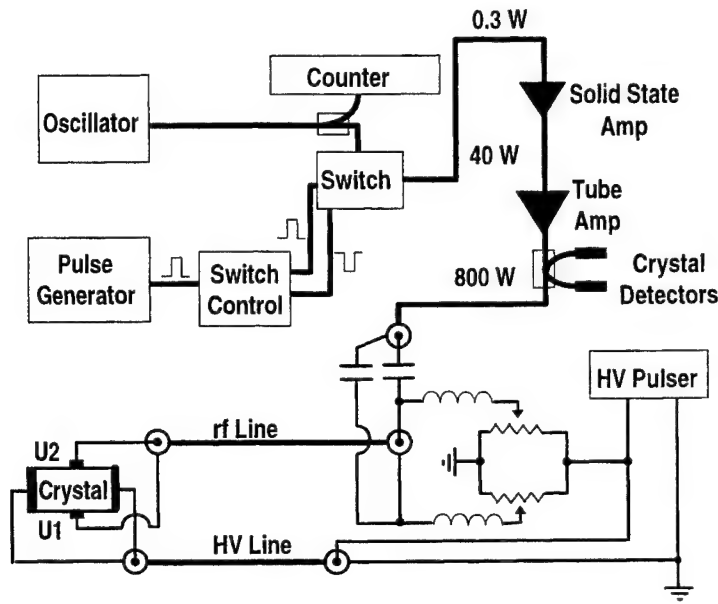 0.3 W
Counter
Oscillator
Solid State
Amp
40 W
Switch
Tube
Amp
Pulse
Generator
Switch
Control
800 W
Crystal
Detectors
HV Pulser
rf Line
U2
Crystal
U1
HV Line